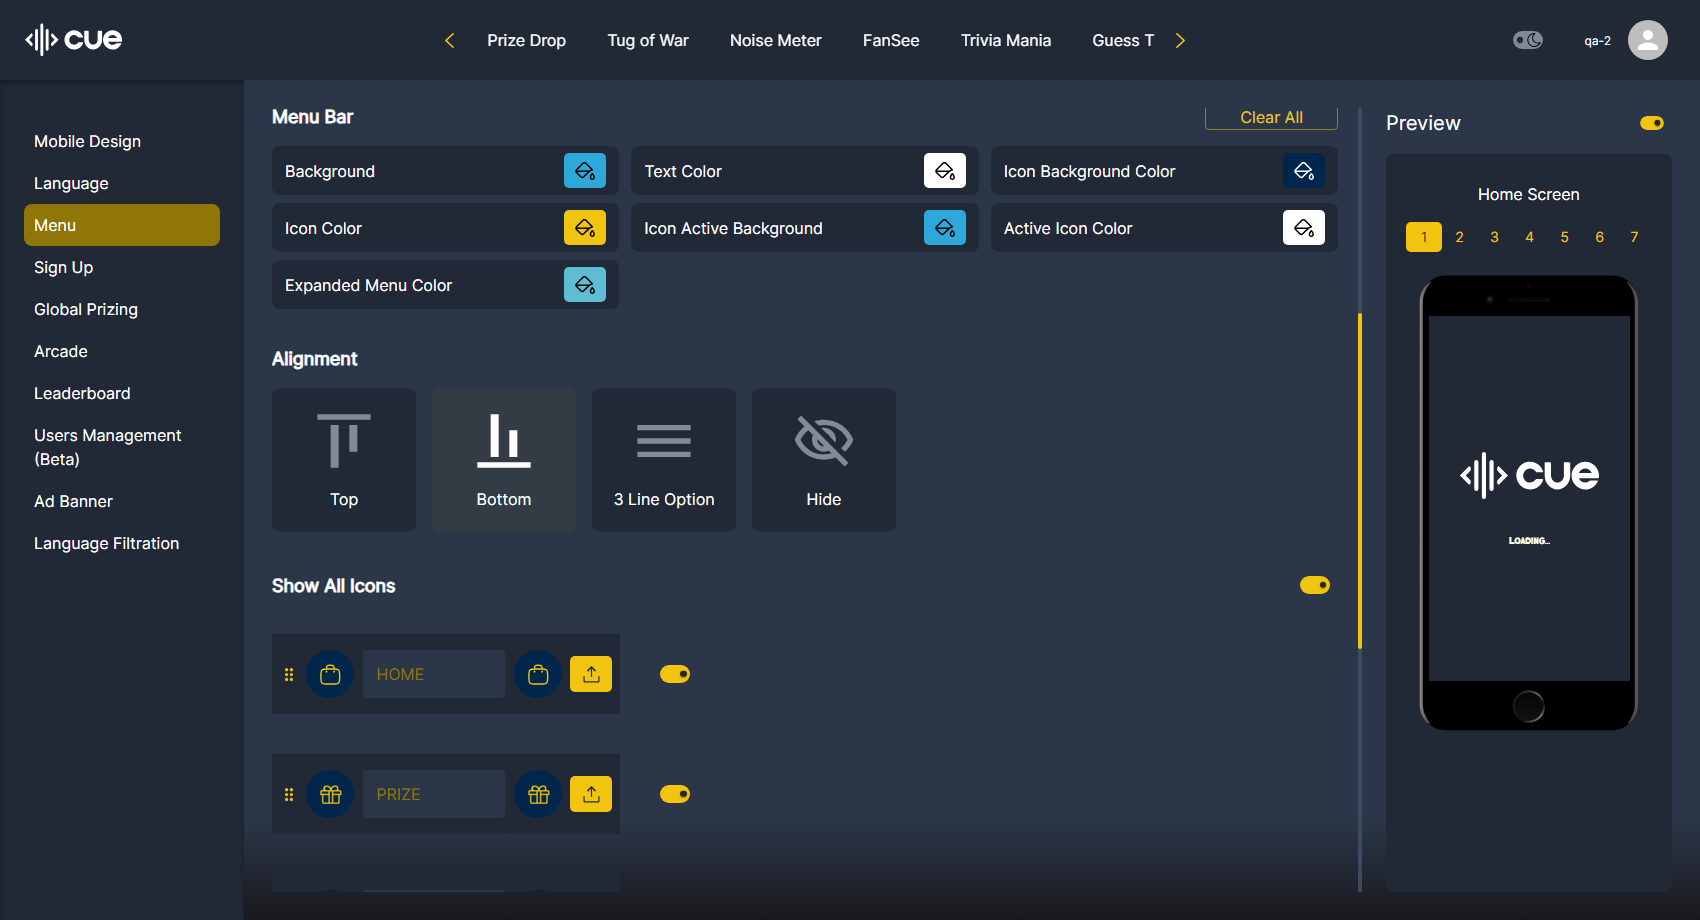 cue
Prize Drop
Tug of War
Noise Meter
FanSee
Trivia Mania
Guess T
qa-2
Mobile Design
Language
Menu
Sign Up
Global Prizing
Arcade
Leaderboard
Users Management
(Beta)
Ad Banner
Language Filtration
Menu Bar
Clear All
Background
Text Color
Icon Background Color
Icon Color
Icon Active Background
Active Icon Color
Expanded Menu Color
Alignment
Top
Bottom
3 Line Option
Hide
Show All Icons
HOME
PRIZE
Preview
Home Screen
1 2 3 4 5 6 7
cue
LOADING...